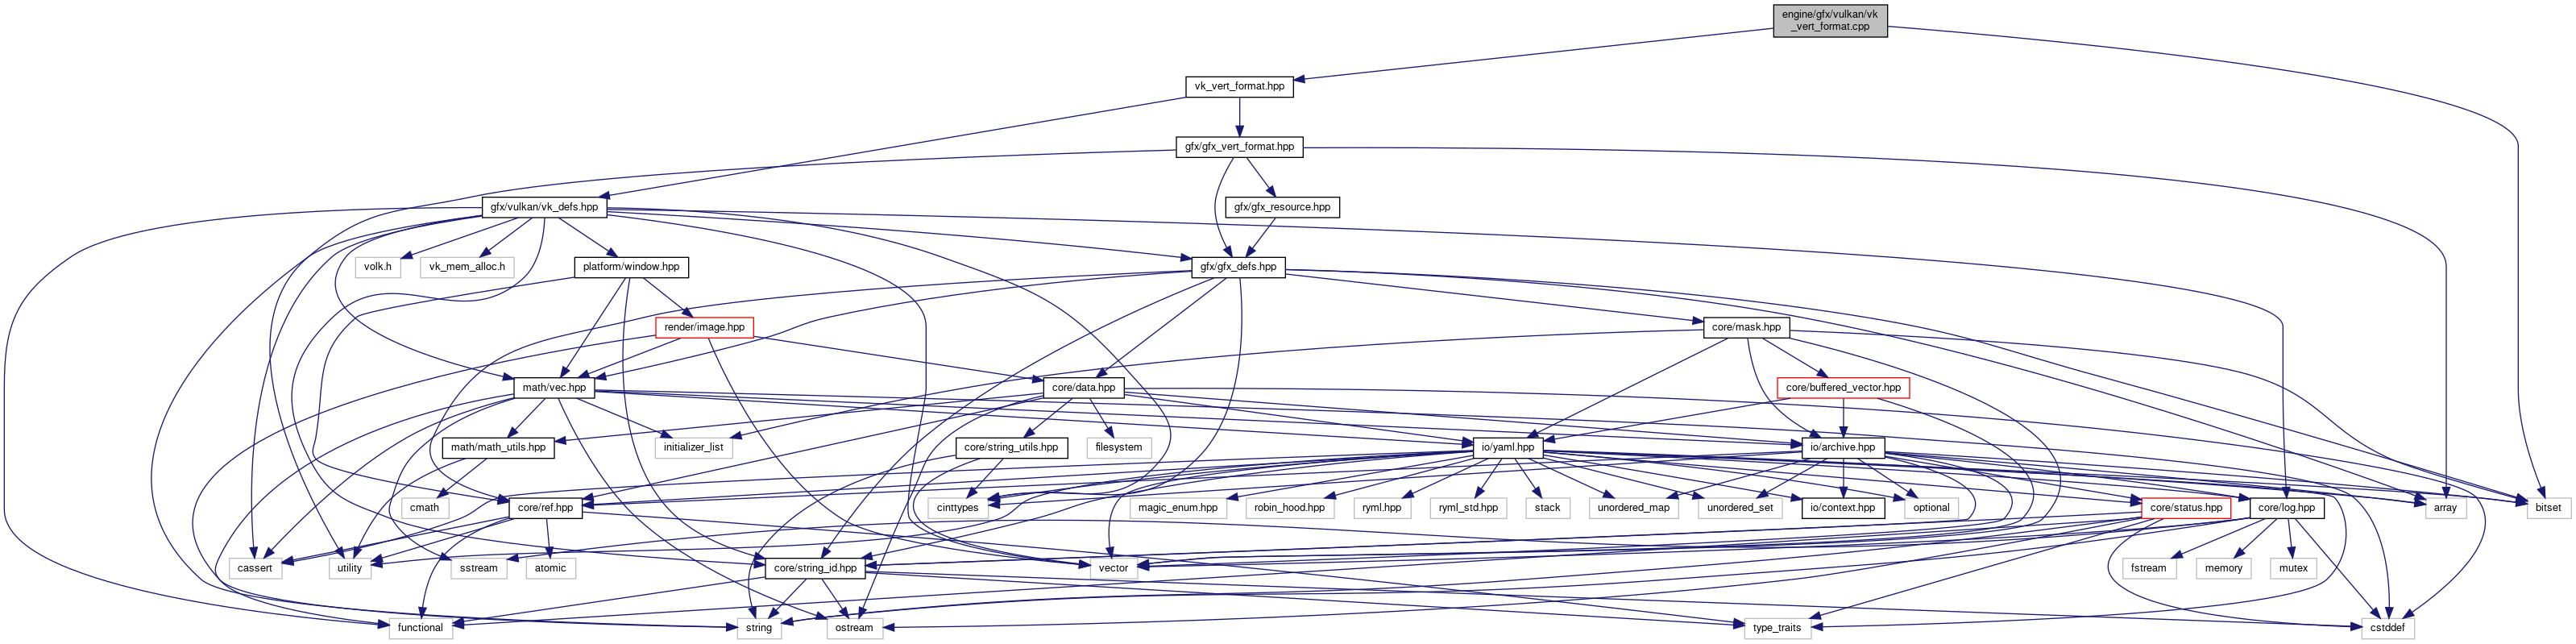 engine/gfx/vulkan/vk
_vert_format.cpp
vk_vert_format.hpp
gfx/gfx_vert_format.hpp
gfx/vulkan/vk_defs.hpp
gfx/gfx_resource.hpp
volk.h
vk_mem_alloc.h
platform/window.hpp
gfx/gfx_defs.hpp
render/image.hpp
core/mask.hpp
math/vec.hpp
core/data.hpp
core/buffered_vector.hpp
math/math_utils.hpp
initializer_list
core/string_utils.hpp
filesystem
io/yaml.hpp
io/archive.hpp
cmath
core/ref.hpp
cinttypes
magic_enum.hpp
robin_hood.hpp
ryml.hpp
ryml_std.hpp
stack
unordered_map
unordered_set
io/context.hpp
optional
core/status.hpp
core/log.hpp
array
bitset
cassert
utility
sstream
atomic
core/string_id.hpp
vector
fstream
memory
mutex
functional
string
ostream
type_traits
cstddef